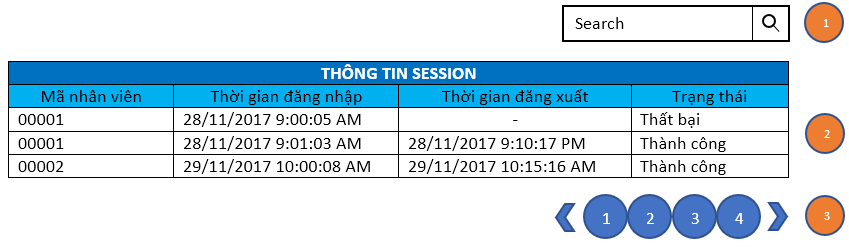 Search 1
THÔNG TIN SESSION
Mã nhân viên Thời gian đăng nhập Thời gian đăng xuất Trạng thái
00001 28/11/2017 9:00:05 AM - Thất bại
00001 28/11/2017 9:01:03 AM 28/11/2017 9:10:17 PM Thành công
2
00002 29/11/2017 10:00:08 AM 29/11/2017 10:15:16 AM Thành công
1 2 3 4 3